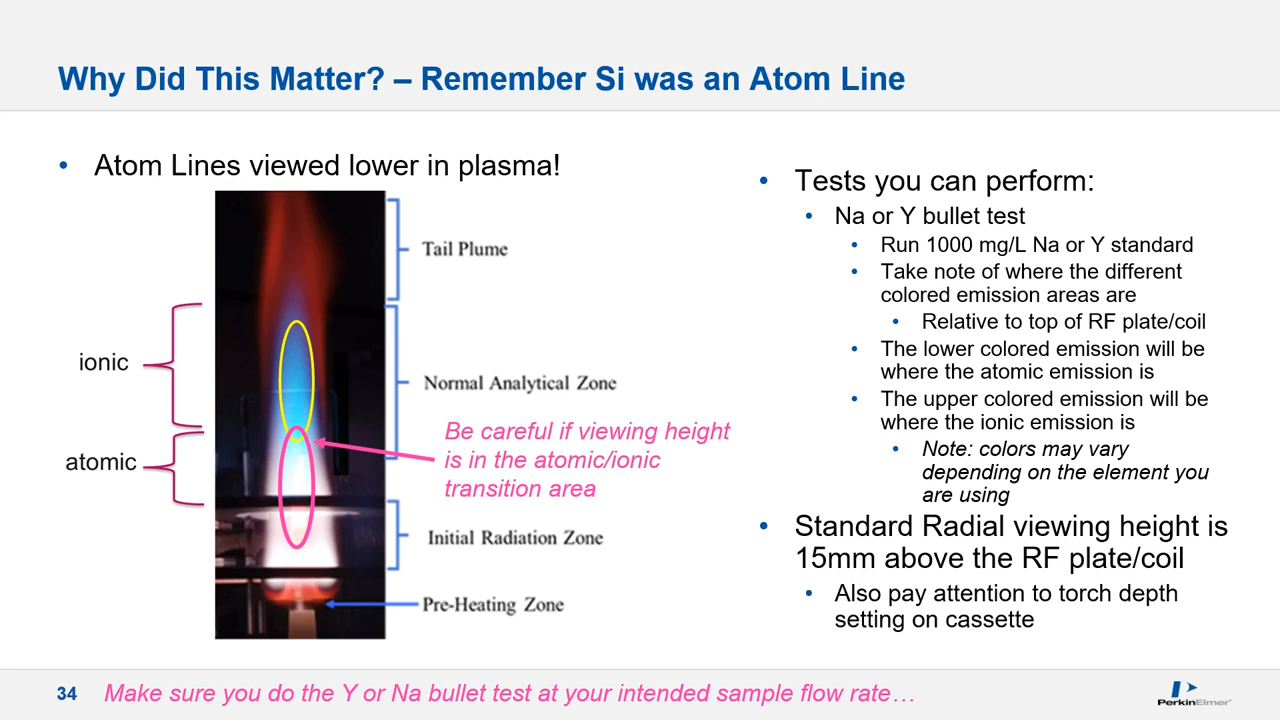 Why Did This Matter? – Remember Si was an Atom Line
• Atom Lines viewed lower in plasma!
Tail Plume
ionic
Normal Analytical Zone
Be careful if viewing height
is in the atomic/ionic
transition area
atomic
Initial Radiation Zone
Pre-Heating Zone
• Tests you can perform:
• Na or Y bullet test
• Run 1000 mg/L Na or Y standard
• Take note of where the different
colored emission areas are
• Relative to top of RF plate/coil
• The lower colored emission will be
where the atomic emission is
• The upper colored emission will be
where the ionic emission is
• Note: colors may vary
depending on the element you
are using
• Standard Radial viewing height is
15mm above the RF plate/coil
• Also pay attention to torch depth
setting on cassette
34 Make sure you do the Y or Na bullet test at your intended sample flow rate…
PerkinElmer